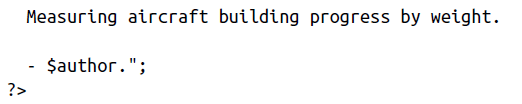 Measuring aircraft building progress by weight.
- $author.";
?>